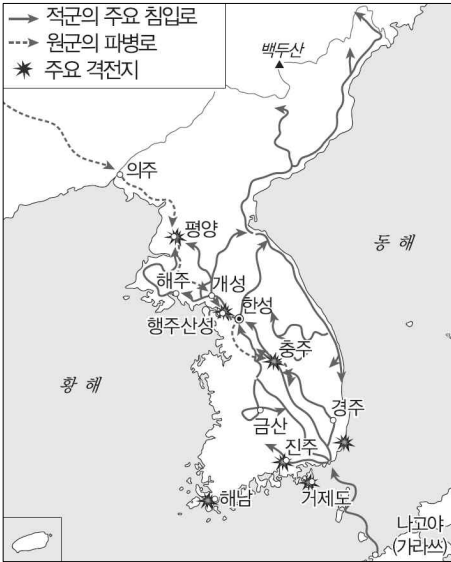 적군의 주요 침입로
원군의 파병로
주요 격전지
백두산
의주
평양
동해
해주
개성
한성
행주산성
충주
황해
경주
금산
진주
해남
거제도
나고야
(가라쓰)